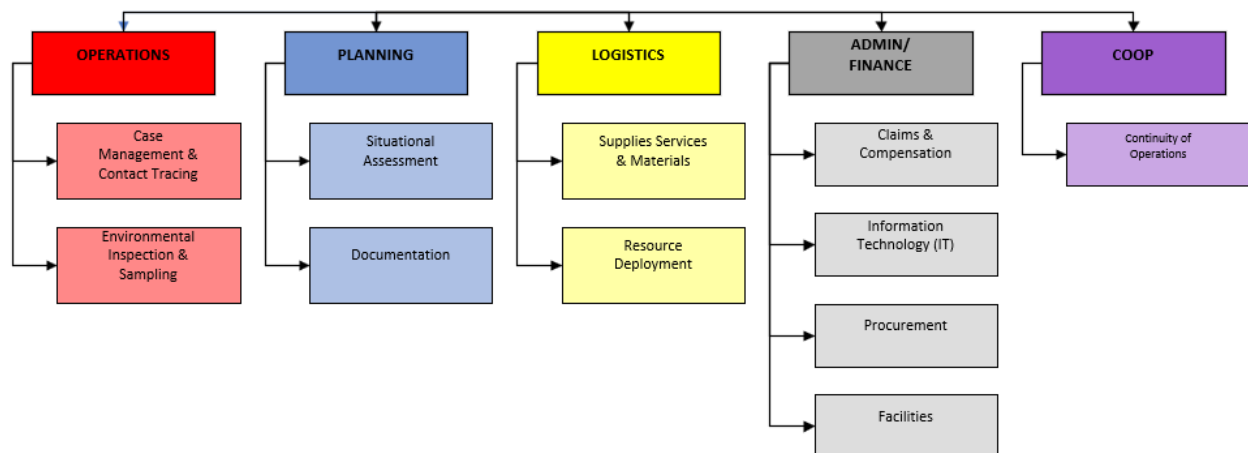 OPERATIONS
Case
Management &
Contact Tracing
Environmental
Inspection &
Sampling
PLANNING
Situational
Assessment
Documentation
LOGISTICS
Supplies Services
& Materials
Resource
Deployment
ADMIN/
FINANCE
Claims &
Compensation
Information
Technology (IT)
Procurement
Facilities
COOP
Continuity of
Operations